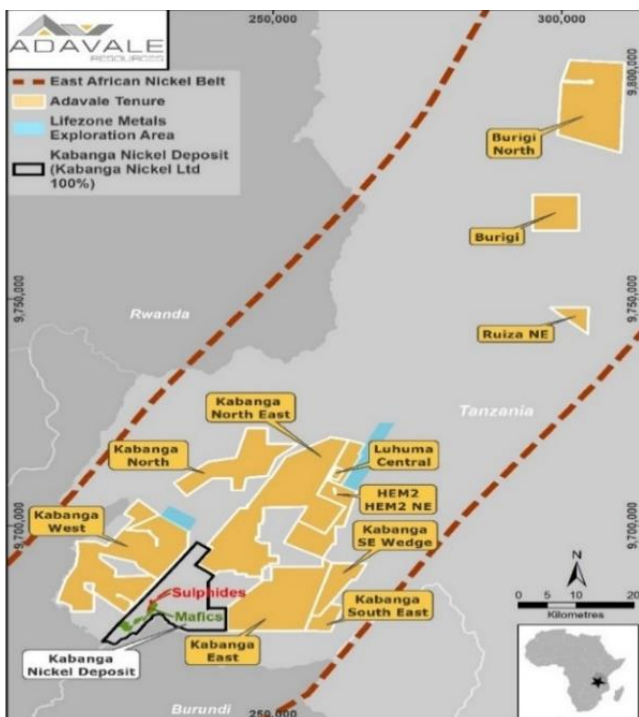 ADAVALE
RESOURCES
East African Nickel Belt
Adavale Tenure
Lifezone Metals
Exploration Area
Kabanga Nickel Deposit
(Kabanga Nickel Ltd
100%)
250,000
300,000
9,800,000
Burigi
North
Burigi
9,750,000
9,750,000
Ruiza NE
Rwanda
Tanzania
Kabanga
North East
Kabanga
North
Luhuma
Central
HEM2
HEM2 NE
Kabanga
West
Kabanga
SE Wedge
9,700,000
9,700,000
Sulphides
Mafics
Kabanga
South East
Kabanga
East
Kabanga
Nickel Deposit
N
0 10 20
Kilometres
Burundi
250,000